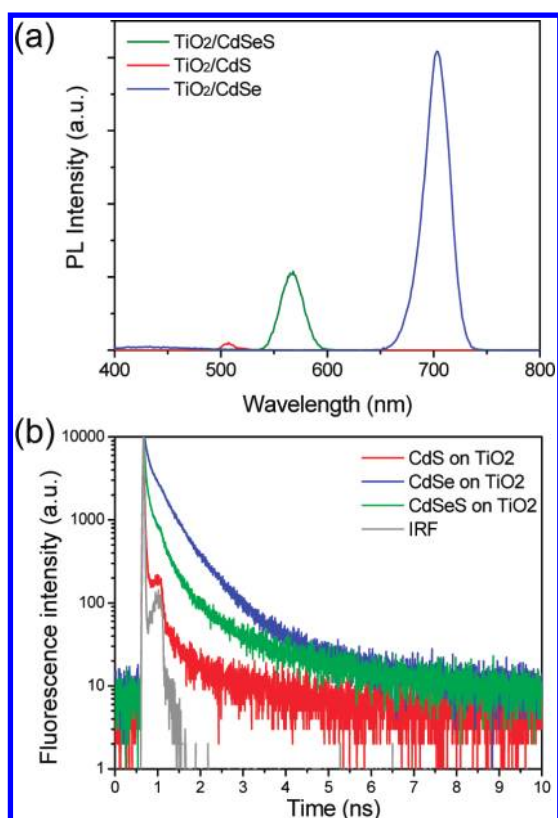 (a)
TiO2/CdSeS
TiO2/CdS
TiO2/CdSe
PL Intensity (a.u.)
400 500 600 700 800
Wavelength (nm)
(b)
10000
1000
100
10
1
CdS on TiO2
CdSe on TiO2
CdSeS on TiO2
IRF
Fluorescence intensity (a.u.)
0 1 2 3 4 5 6 7 8 9 10
Time (ns)